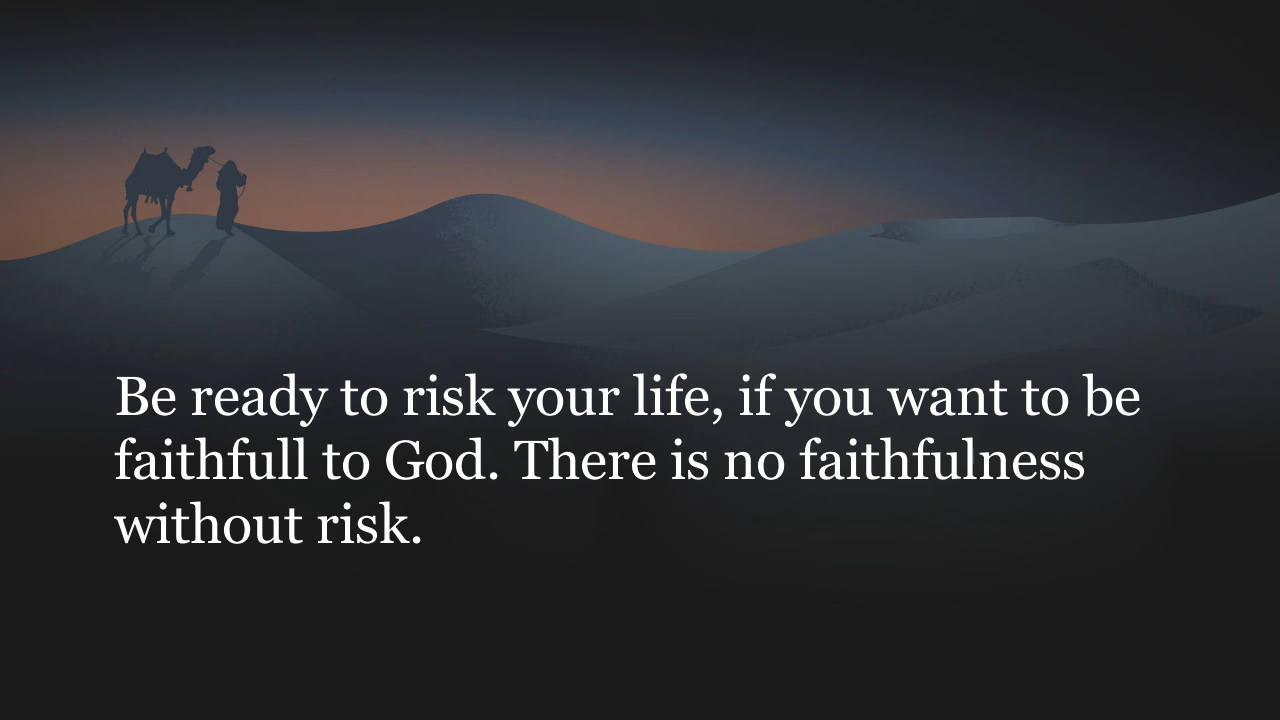 Be ready to risk your life, if you want to be
faithfull to God. There is no faithfulness
without risk.